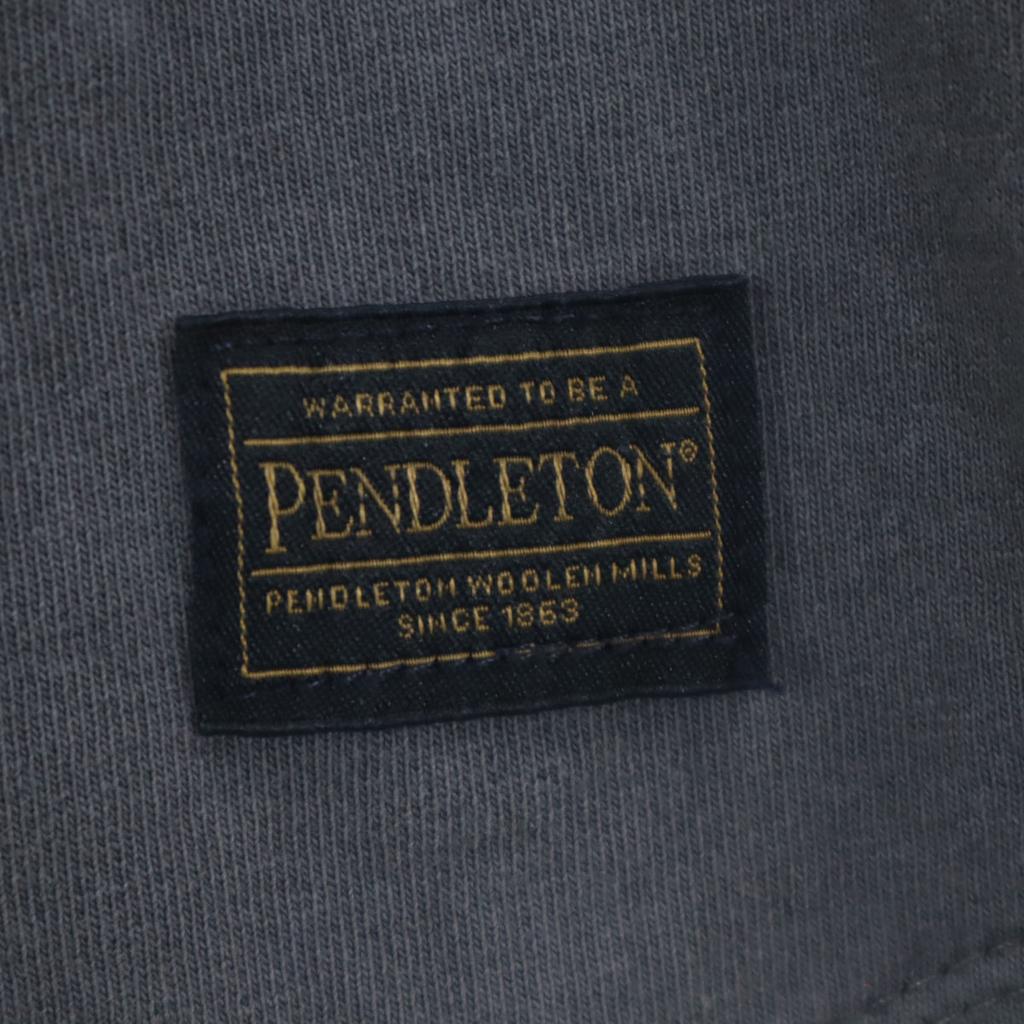 WARRANTED TO BE A
PENDLETON®
PENDLETON WOOLEN MILLS
SINCE 1863